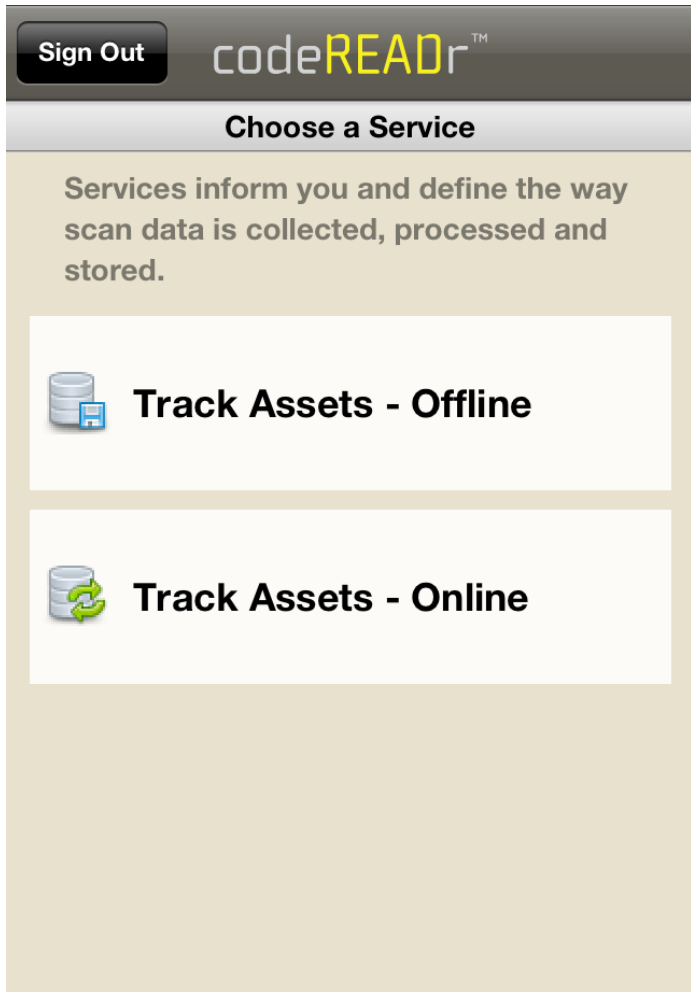 Sign Out
codeREADr™
Choose a Service
Services inform you and define the way
scan data is collected, processed and
stored.
Track Assets - Offline
Track Assets - Online